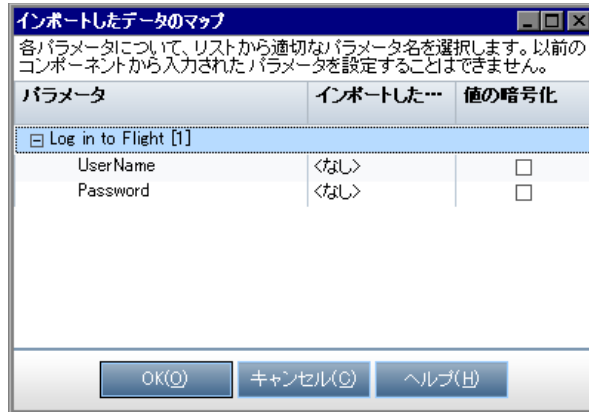 インポートしたデータのマップ
各パラメータについて、リストから適切なパラメータ名を選択します。以前の
コンポーネントから入力されたパラメータを設定することはできません。
パラメータ インポートした… 値の暗号化
Log in to Flight [1]
UserName <なし>
Password <なし>
OK(O) キャンセル(C) ヘルプ(H)